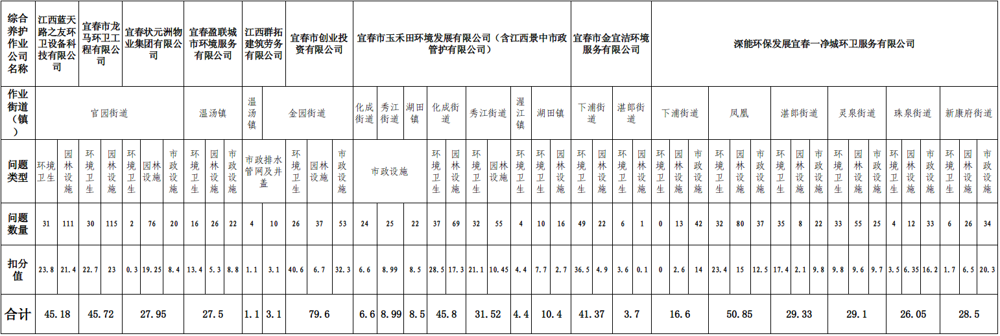 综合养护作业公司名称 江西蓝天路之友环卫设备科技有限公司 宜春市龙马环卫工程有限公司 宜春状元洲物业集团有限公司 宜春盈联城市环境服务有限公司 江西群拓建筑劳务有限公司 宜春市创业投资有限公司 宜春市玉禾田环境发展有限公司（含江西景中市政管护有限公司） 宜春市金宜洁环境服务有限公司 深能环保发展宜春一净城环卫服务有限公司
作业街道（镇） 官园街道 温汤镇 温汤镇 金园街道 化成街道 秀江街道 湖田镇 化成街道 秀江街道 渥江镇 湖田镇 下浦街道 湛郎街道 下浦街道 凤凰 湛郎街道 灵泉街道 珠泉街道 新康府街道
问题类型 环境卫生 园林设施 环境卫生 园林设施 环境卫生 园林设施 市政设施 环境卫生 园林设施 市政设施 市政排水管网及井盖 环境卫生 园林设施 市政设施 市政设施 环境卫生 园林设施 环境卫生 园林设施 环境卫生 环境卫生 园林设施 环境卫生 园林设施 环境卫生 园林设施 环境卫生 园林设施 市政设施 环境卫生 园林设施 市政设施 环境卫生 园林设施 市政设施 环境卫生 园林设施 市政设施 环境卫生 园林设施 市政设施 环境卫生 园林设施 市政设施
问题数量 31 111 30 115 2 76 20 16 26 22 4 10 26 37 53 24 25 22 37 69 32 55 4 10 16 49 22 6 1 0 13 42 32 80 37 35 8 22 33 55 25 4 12 33 6 26 34
扣分值 23.8 21.4 22.7 23 0.3 19.25 8.4 13.4 5.3 8.8 1.1 3.1 40.6 6.7 32.3 6.6 8.99 8.5 28.5 17.3 21.1 10.45 4.4 7.7 2.7 36.5 4.9 3.6 0.1 0 2.6 14 23.4 15 12.5 17.4 2.1 9.8 9.8 9.6 9.7 3.5 6.35 16.2 1.7 6.5 20.3
合计 45.18 45.72 27.95 27.5 1.1 3.1 79.6 6.6 8.99 8.5 45.8 31.52 4.4 10.4 41.37 3.7 16.6 50.85 29.33 29.1 26.05 28.5